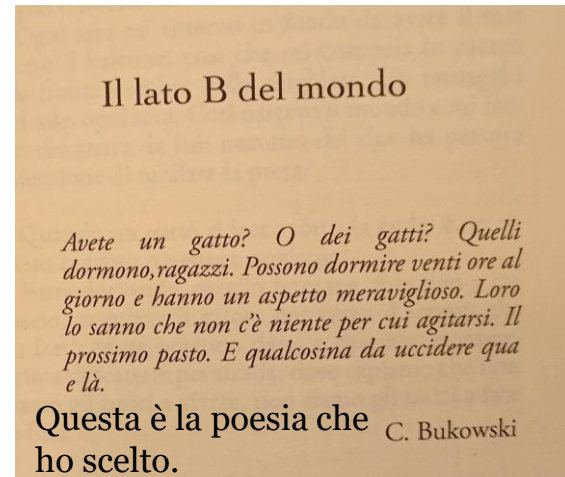 Il lato B del mondo
Avete un gatto? O dei gatti? Quelli
dormono,ragazzi. Possono dormire venti ore al
giorno e hanno un aspetto meraviglioso. Loro
lo sanno che non c'è niente per cui agitarsi. Il
prossimo pasto. E qualcosina da uccidere qua
e là.
C. Bukowski
Questa è la poesia che
ho scelto.